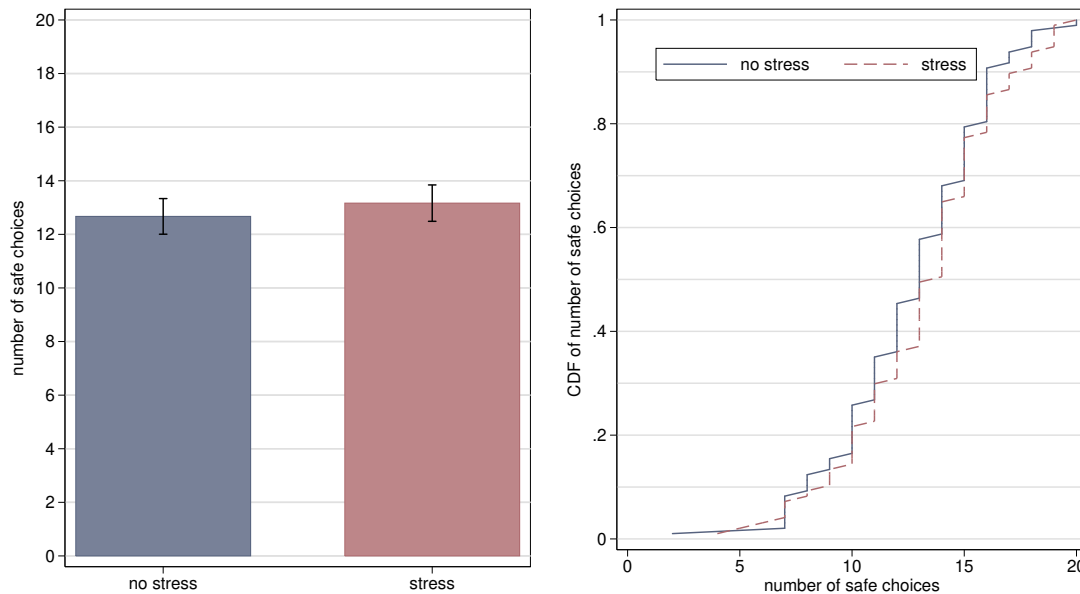 number of safe choices
20
18
16
14
12
10
8
6
4
2
0
no stress stress
CDF of number of safe choices
1
.8
.6
.4
.2
0
no stress stress
0 5 10 15 20
number of safe choices